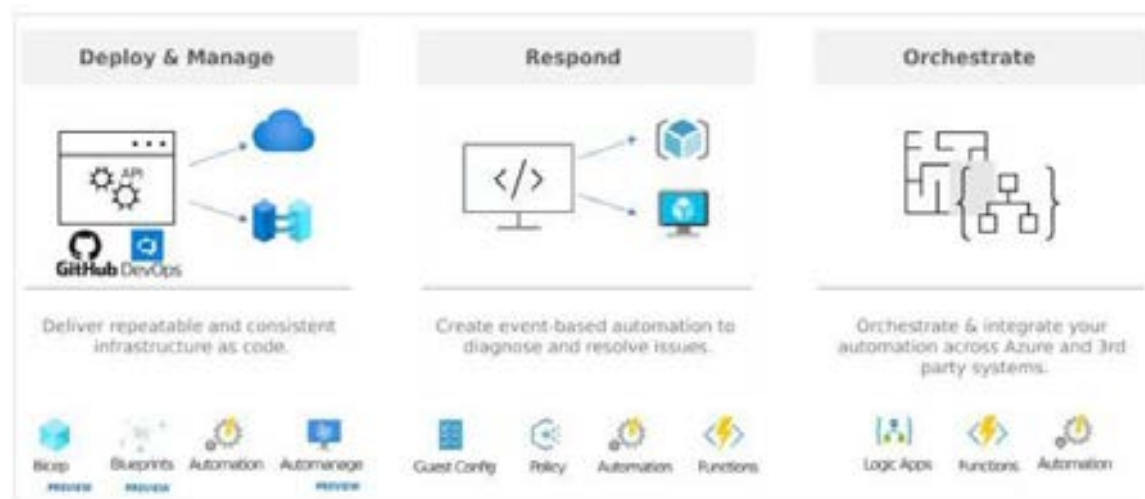 Deploy & Manage
Respond
Orchestrate
API
</>
GitHub DevOps
Deliver repeatable and consistent
infrastructure as code.
Create event-based automation to
diagnose and resolve issues.
Orchestrate & integrate your
automation across Azure and 3rd
party systems.
Bicep
Blueprints
Automation
Automanage
PREVIEW
PREVIEW
PREVIEW
Guest Config
Policy
Automation
Functions
Logic Apps
Functions
Automation